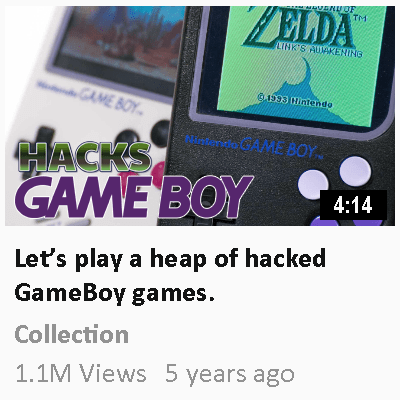 THE LEGEND OF
ZELDA™
LINK'S AWAKENING
© 1993 Nintendo
Nintendo GAME BOY
Nintendo GAME BOY™
HACKS
GAME BOY
4:14
Let’s play a heap of hacked
GameBoy games.
Collection
1.1M Views 5 years ago